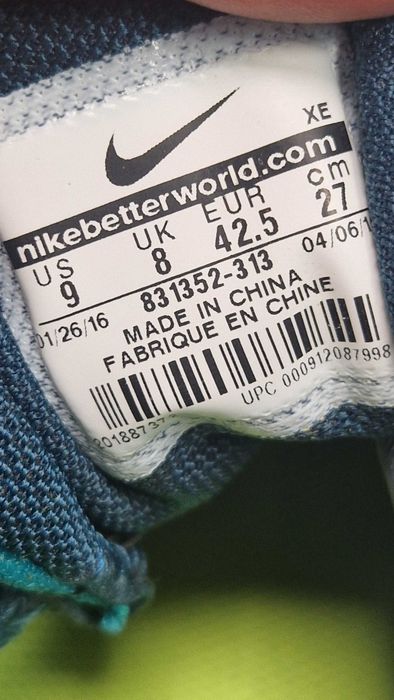 XE
nikebetterworld.com
US UK EUR cm
9 8 42.5 27
01/26/16 04/06/1
831352-313
MADE IN CHINA
FABRIQUE EN CHINE
UPC 000912087998